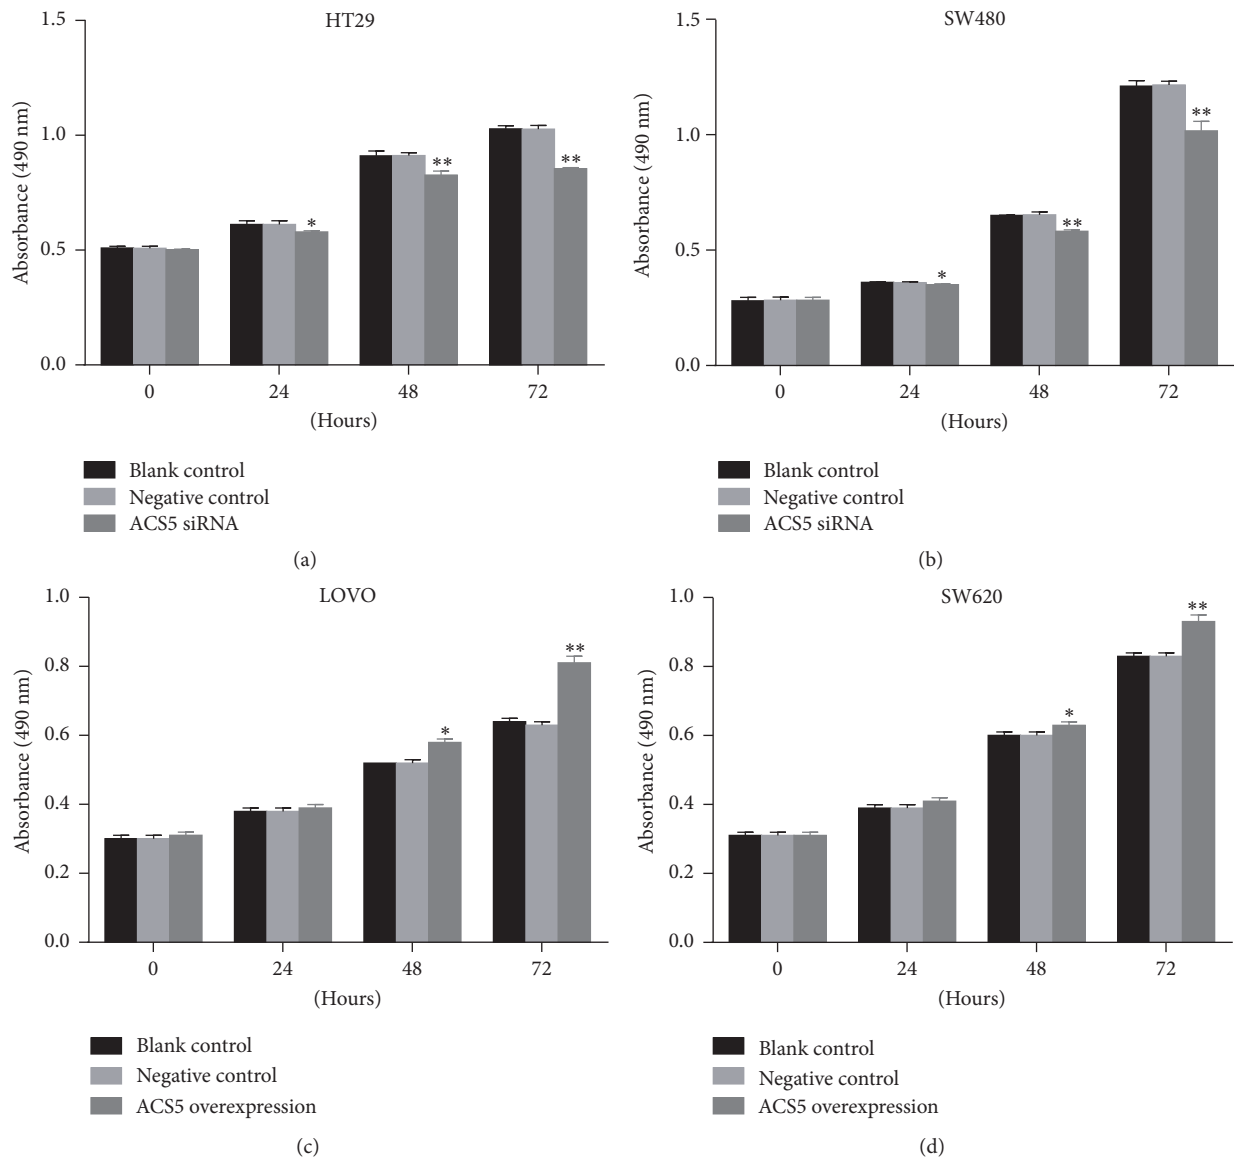 HT29
Absorbance (490 nm)
1.5
1.0
0.5
0.0
*
**
**
0 24 48 72
(Hours)
Blank control
Negative control
ACS5 siRNA
(a)
SW480
Absorbance (490 nm)
1.5
1.0
0.5
0.0
*
**
**
0 24 48 72
(Hours)
Blank control
Negative control
ACS5 siRNA
(b)
LOVO
Absorbance (490 nm)
1.0
0.8
0.6
0.4
0.2
0.0
*
**
0 24 48 72
(Hours)
Blank control
Negative control
ACS5 overexpression
(c)
SW620
Absorbance (490 nm)
1.0
0.8
0.6
0.4
0.2
0.0
*
**
0 24 48 72
(Hours)
Blank control
Negative control
ACS5 overexpression
(d)